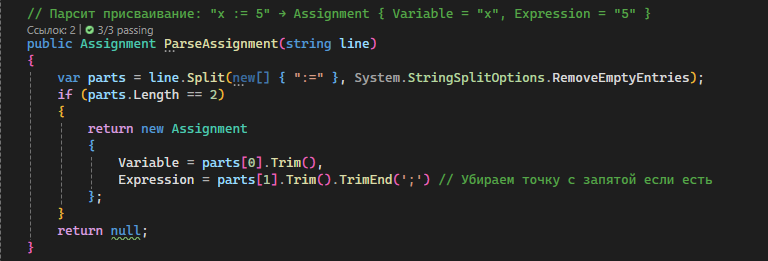 // Парсит присваивание: "x := 5" → Assignment { Variable = "x", Expression = "5" }
Ссылок: 2 | 3/3 passing
public Assignment ParseAssignment(string line)
{
var parts = line.Split(new[] { ":=" }, System.StringSplitOptions.RemoveEmptyEntries);
if (parts.Length == 2)
{
return new Assignment
{
Variable = parts[0].Trim(),
Expression = parts[1].Trim().TrimEnd(';') // Убираем точку с запятой если есть
};
}
return null;
}